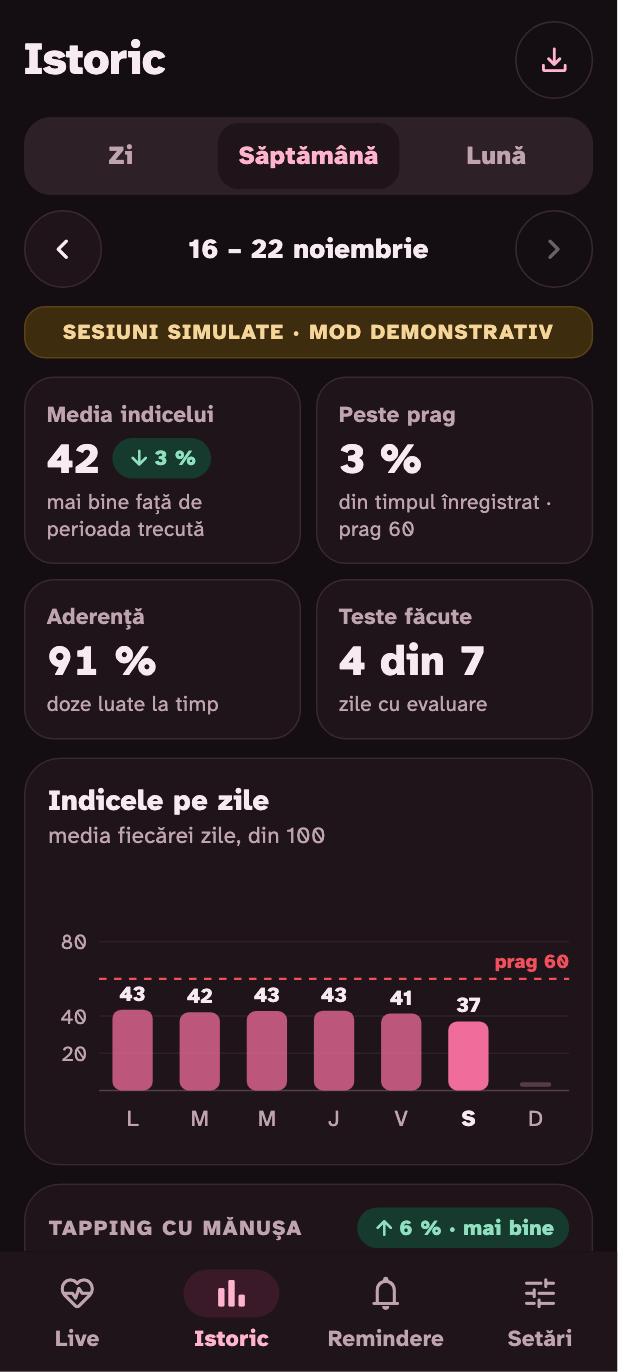 Istoric
Zi
Săptămână
Lună
16 – 22 noiembrie
SESIUNI SIMULATE · MOD DEMONSTRATIV
Media indicelui
42
↓ 3 %
mai bine față de
perioada trecută
Peste prag
3 %
din timpul înregistrat ·
prag 60
Aderență
91 %
doze luate la timp
Teste făcute
4 din 7
zile cu evaluare
Indicele pe zile
media fiecărei zile, din 100
80
prag 60
43
42
43
43
41
37
40
20
L
M
M
J
V
S
D
TAPPING CU MĂNUȘA
↑ 6 % · mai bine
Live
Istoric
Remindere
Setări